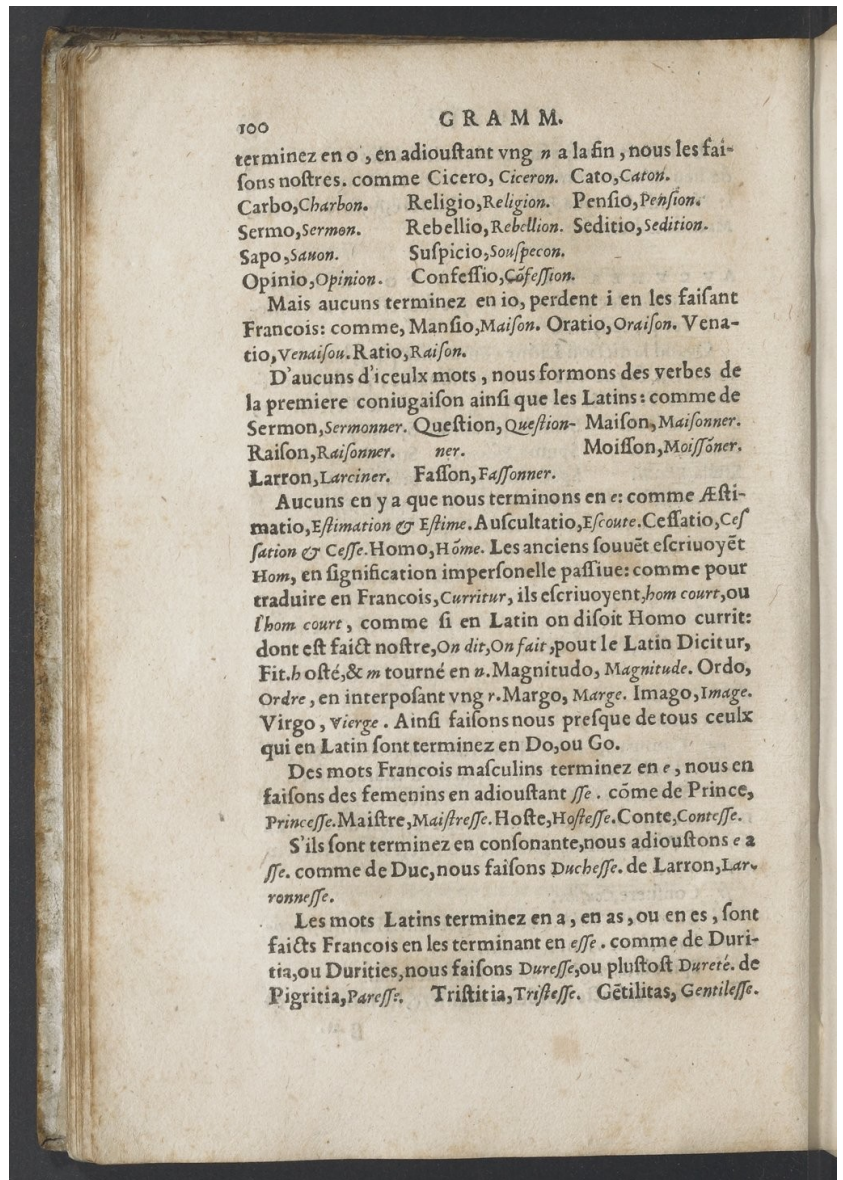 100
GRAMM.
terminez en o, en adiouſtant vng n a la fin, nous les fai-
ſons noſtres. comme Cicero, Ciceron. Cato, Caton.
Carbo, Charbon. Religio, Religion. Penſio, Penſion.
Sermo, Sermon. Rebellio, Rebellion. Seditio, Sedition.
Sapo, Sauon. Suſpicio, Souſpecon.
Opinio, Opinion. Confeſſio, Cõfeſſion.
Mais aucuns terminez en io, perdent i en les faiſant
Francois: comme, Manſio, Maiſon. Oratio, Oraiſon. Vena-
tio, Venaiſou. Ratio, Raiſon.
D'aucuns d'iceulx mots, nous formons des verbes de
la premiere coniugaiſon ainſi que les Latins: comme de
Sermon, Sermonner. Queſtion, Queſtion- Maiſon, Maiſonner.
Raiſon, Raiſonner. ner. Moiſſon, Moiſſõner.
Larron, Larciner. Faſſon, Faſſonner.
Aucuns en y a que nous terminons en e: comme Æſti-
matio, Eſtimation & Eſtime. Auſcultatio, Eſcoute. Ceſſatio, Ceſ
ſation & Ceſſe. Homo, Hõme. Les anciens ſouuẽt eſcriuoyẽt
Hom, en ſignification imperſonelle paſſiue: comme pour
traduire en Francois, Curritur, ils eſcriuoyent, hom court, ou
l'hom court, comme ſi en Latin on diſoit Homo currit:
dont eſt faict noſtre, On dit, On fait, pout le Latin Dicitur,
Fit. h oſté, & m tourné en n. Magnitudo, Magnitude. Ordo,
Ordre, en interpoſant vng r. Margo, Marge. Imago, Image.
Virgo, Vierge. Ainſi faiſons nous preſque de tous ceulx
qui en Latin ſont terminez en Do, ou Go.
Des mots Francois maſculins terminez en e, nous en
faiſons des femenins en adiouſtant ſſe. cõme de Prince,
Princeſſe. Maiſtre, Maiſtreſſe. Hoſte, Hoſteſſe. Conte, Conteſſe.
S'ils ſont terminez en conſonante, nous adiouſtons e a
ſſe. comme de Duc, nous faiſons Ducheſſe. de Larron, Lar-
ronneſſe.
Les mots Latins terminez en a, en as, ou en es, ſont
faicts Francois en les terminant en eſſe. comme de Duri-
tia, ou Durities, nous faiſons Dureſſe, ou pluſtoſt Dureté. de
Pigritia, Pareſſe. Triſtitia, Triſteſſe. Gẽtilitas, Gentileſſe.